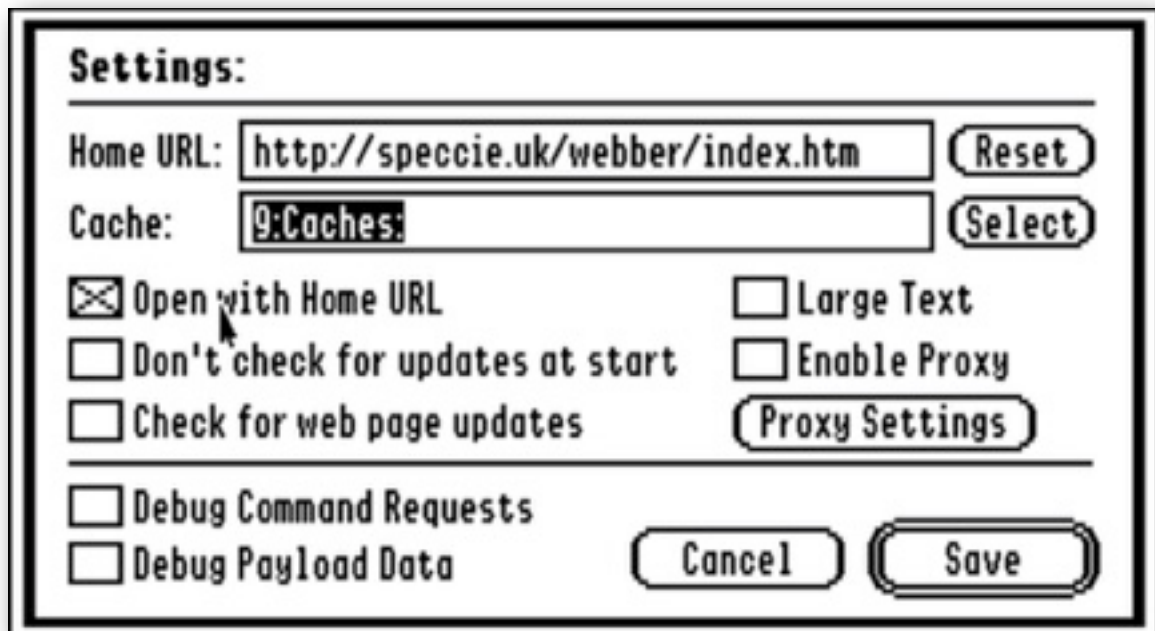 Settings:
Home URL: http://speccie.uk/webber/index.htm Reset
Cache: 9:Caches: Select
Open with Home URL Large Text
Don't check for updates at start Enable Proxy
Check for web page updates Proxy Settings
Debug Command Requests
Debug Payload Data Cancel Save